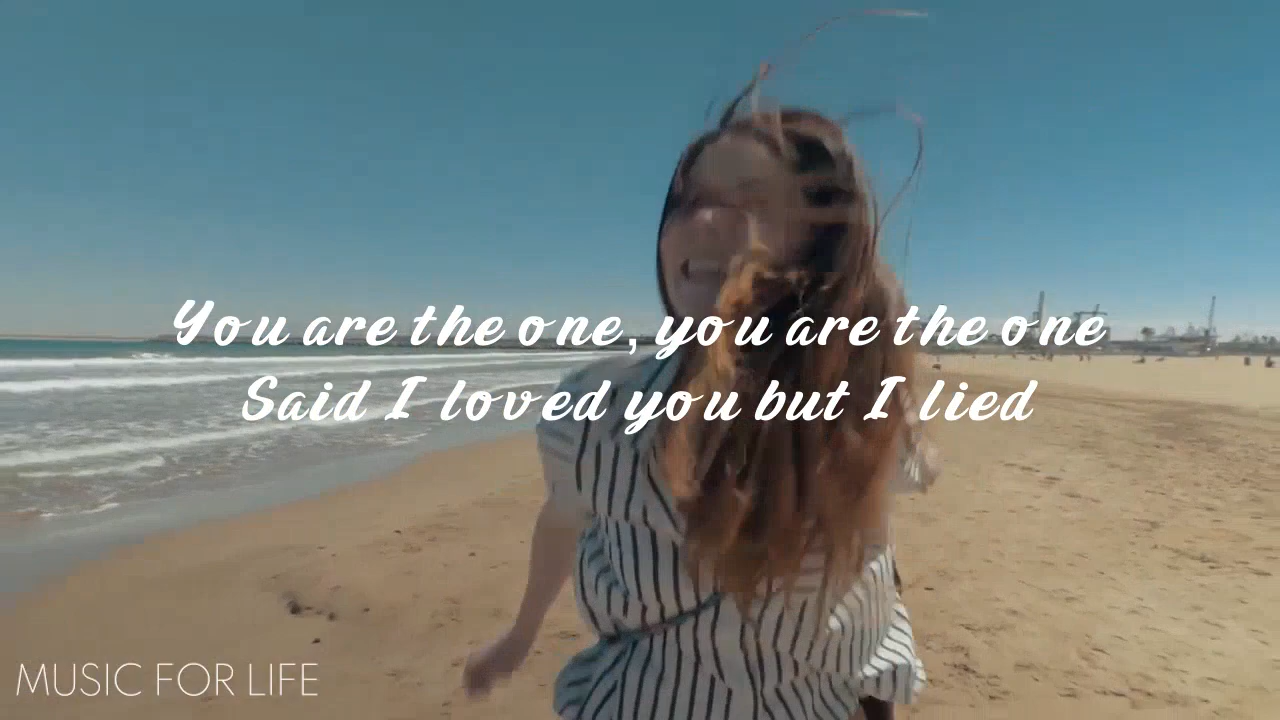 You are the one, you are the one
Said I loved you but I lied
MUSIC FOR LIFE